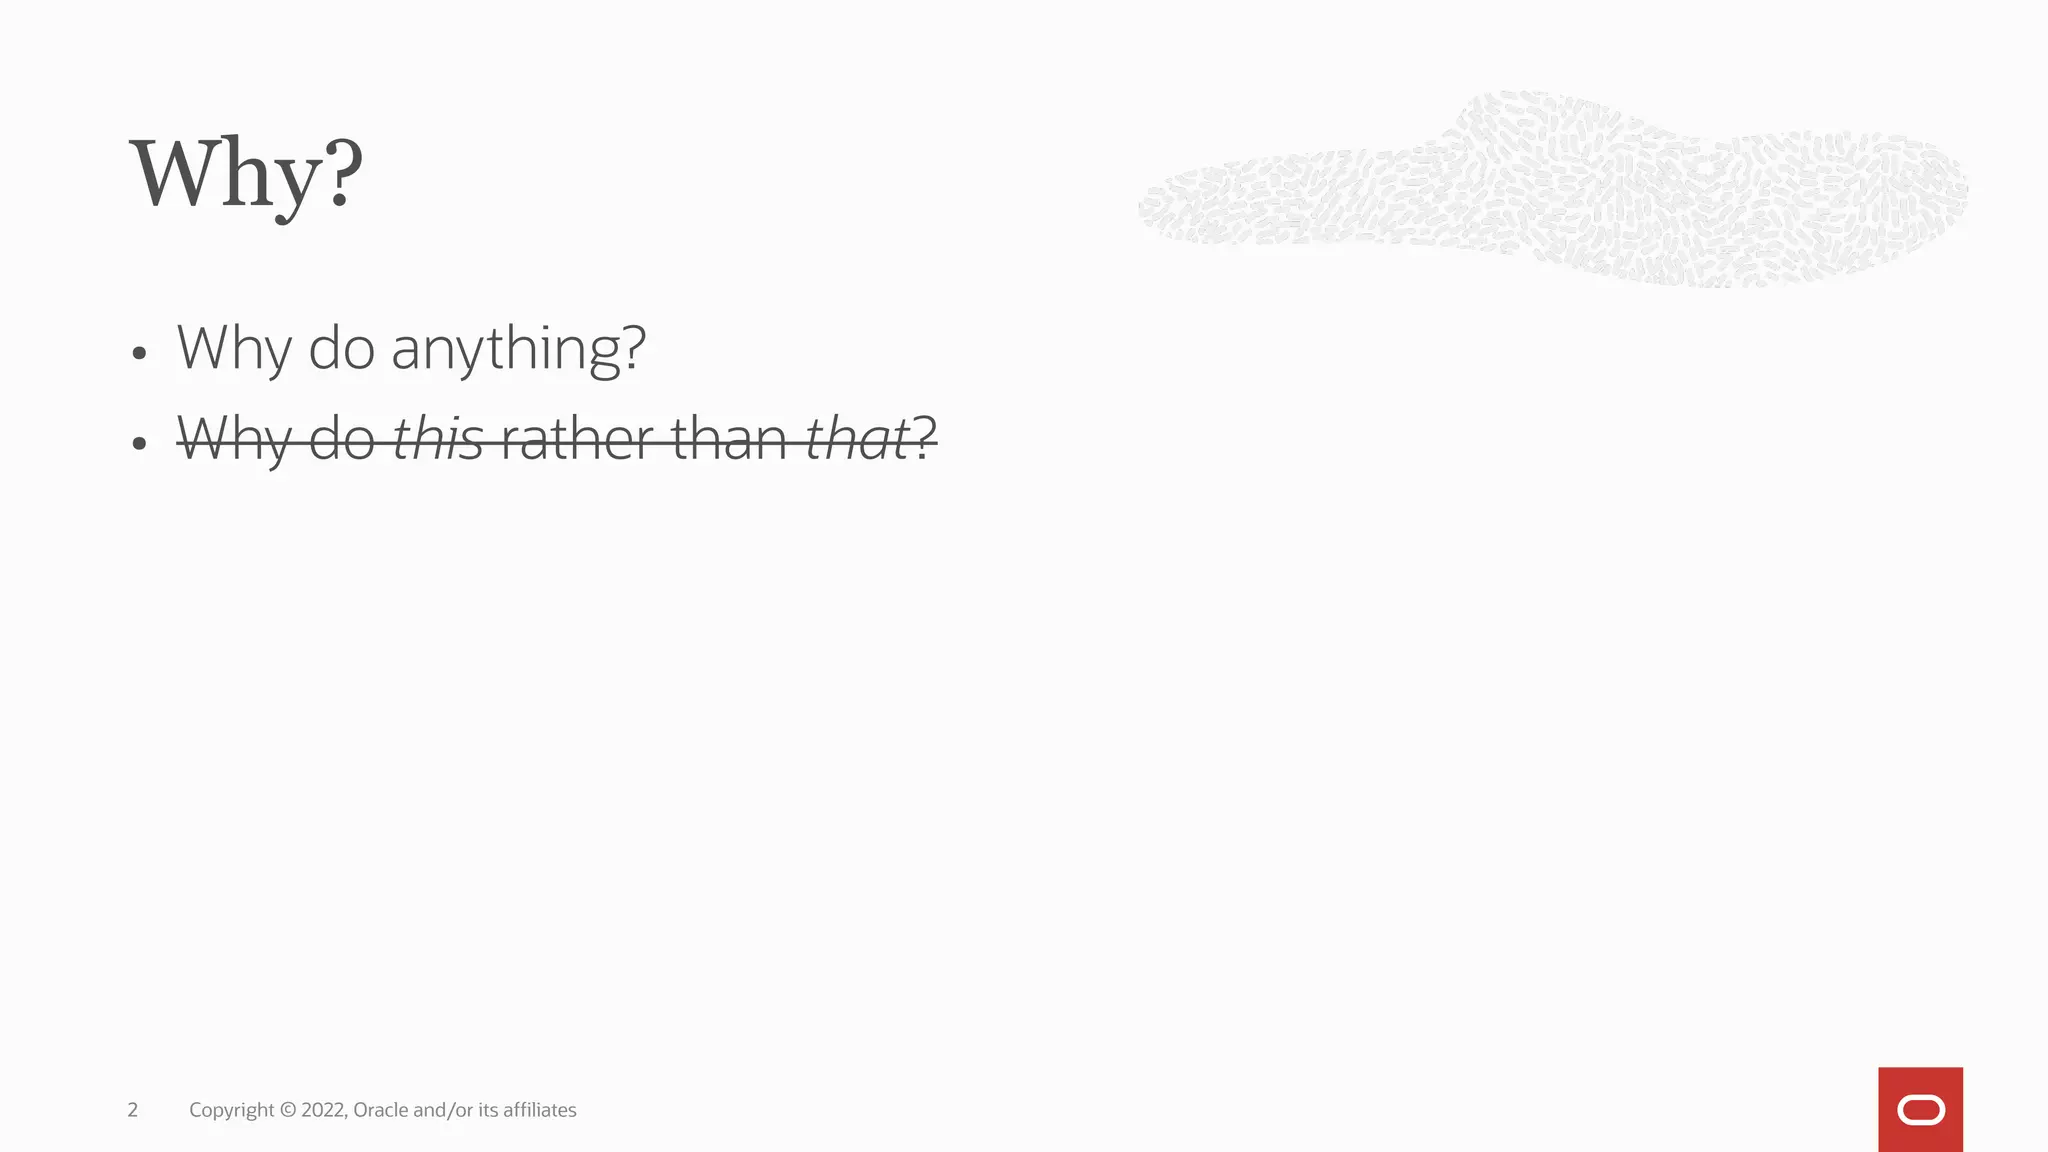 Why?
• Why do anything?
• Why do this rather than that?
2 Copyright © 2022, Oracle and/or its affiliates